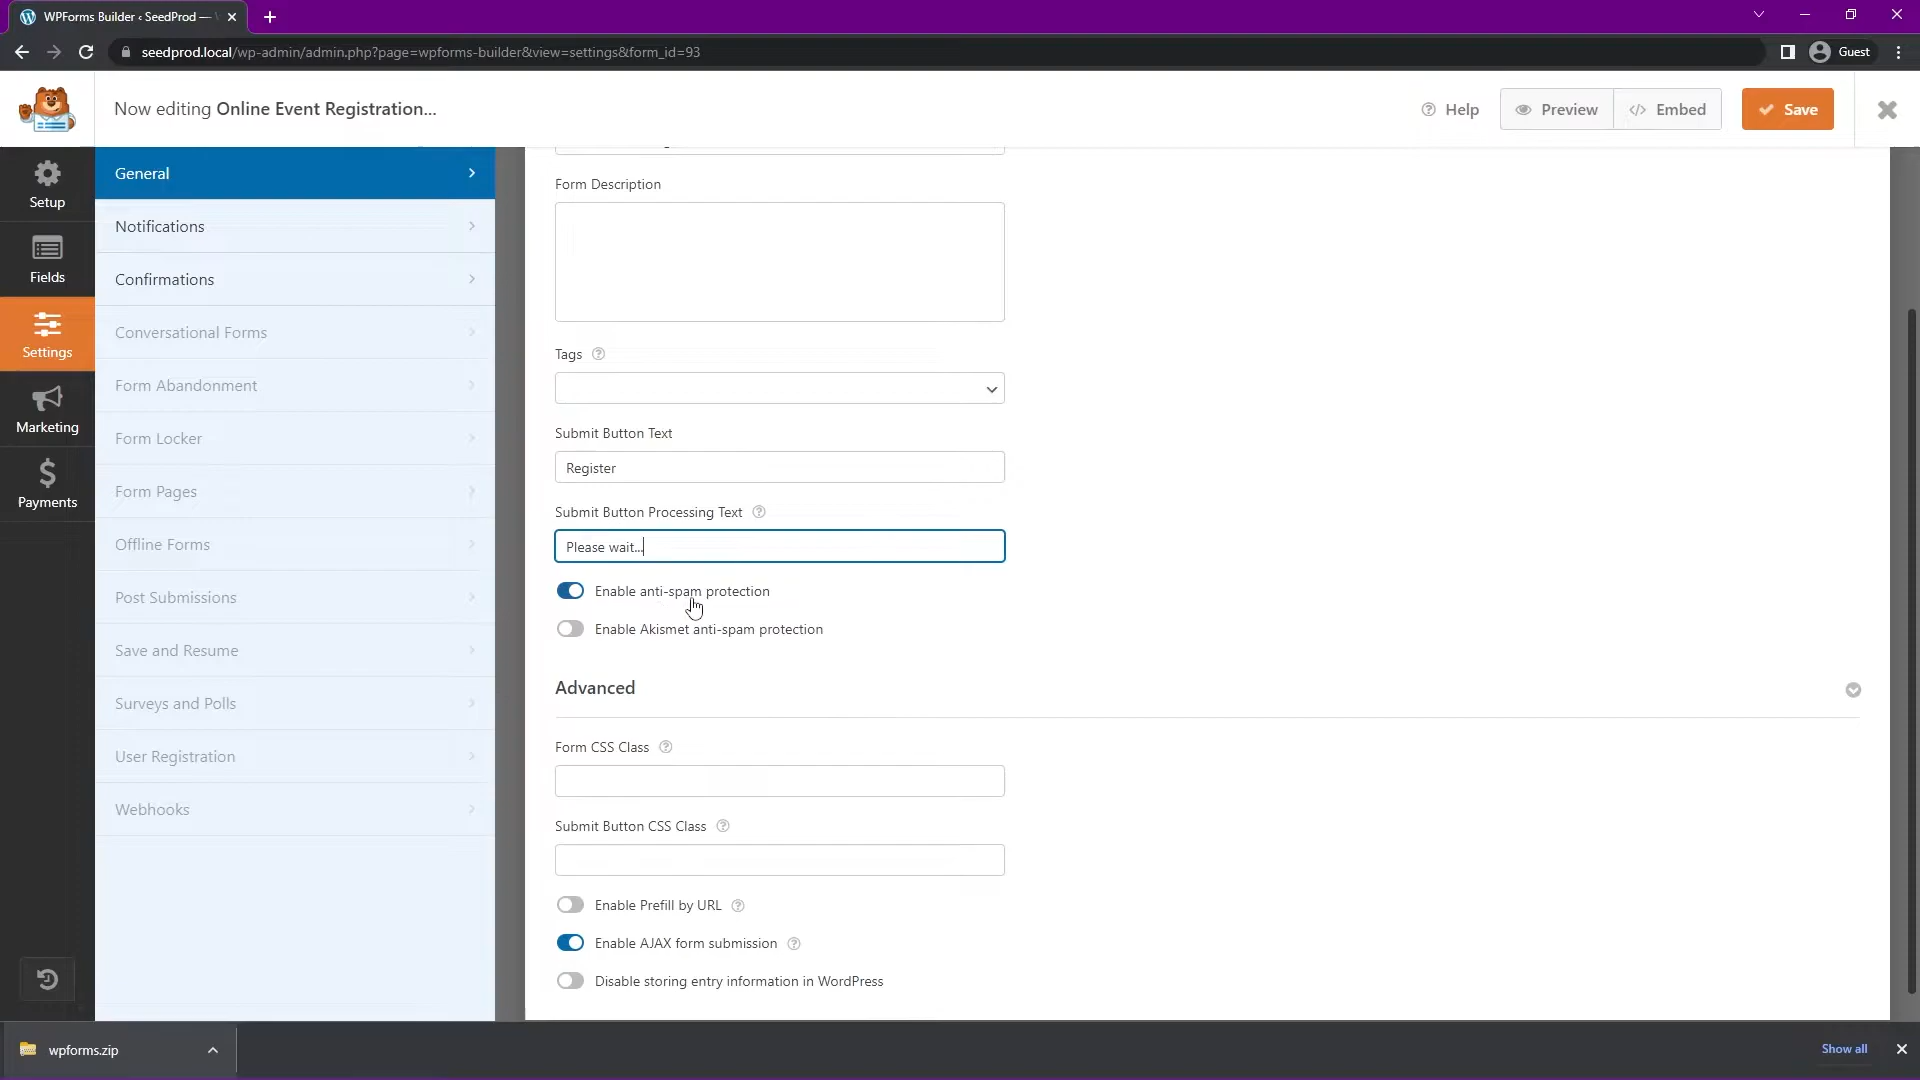 WPForms Builder ‹ SeedProd —
seedprod.local/wp-admin/admin.php?page=wpforms-builder&view=settings&form_id=93
Guest
Now editing Online Event Registration...
Help
Preview
</> Embed
Save
Setup
Fields
Settings
Marketing
Payments
General
Notifications
Confirmations
Conversational Forms
Form Abandonment
Form Locker
Form Pages
Offline Forms
Post Submissions
Save and Resume
Surveys and Polls
User Registration
Webhooks
Form Description
Tags
Submit Button Text
Register
Submit Button Processing Text
Please wait...
Enable anti-spam protection
Enable Akismet anti-spam protection
Advanced
Form CSS Class
Submit Button CSS Class
Enable Prefill by URL
Enable AJAX form submission
Disable storing entry information in WordPress
wpforms.zip
Show all